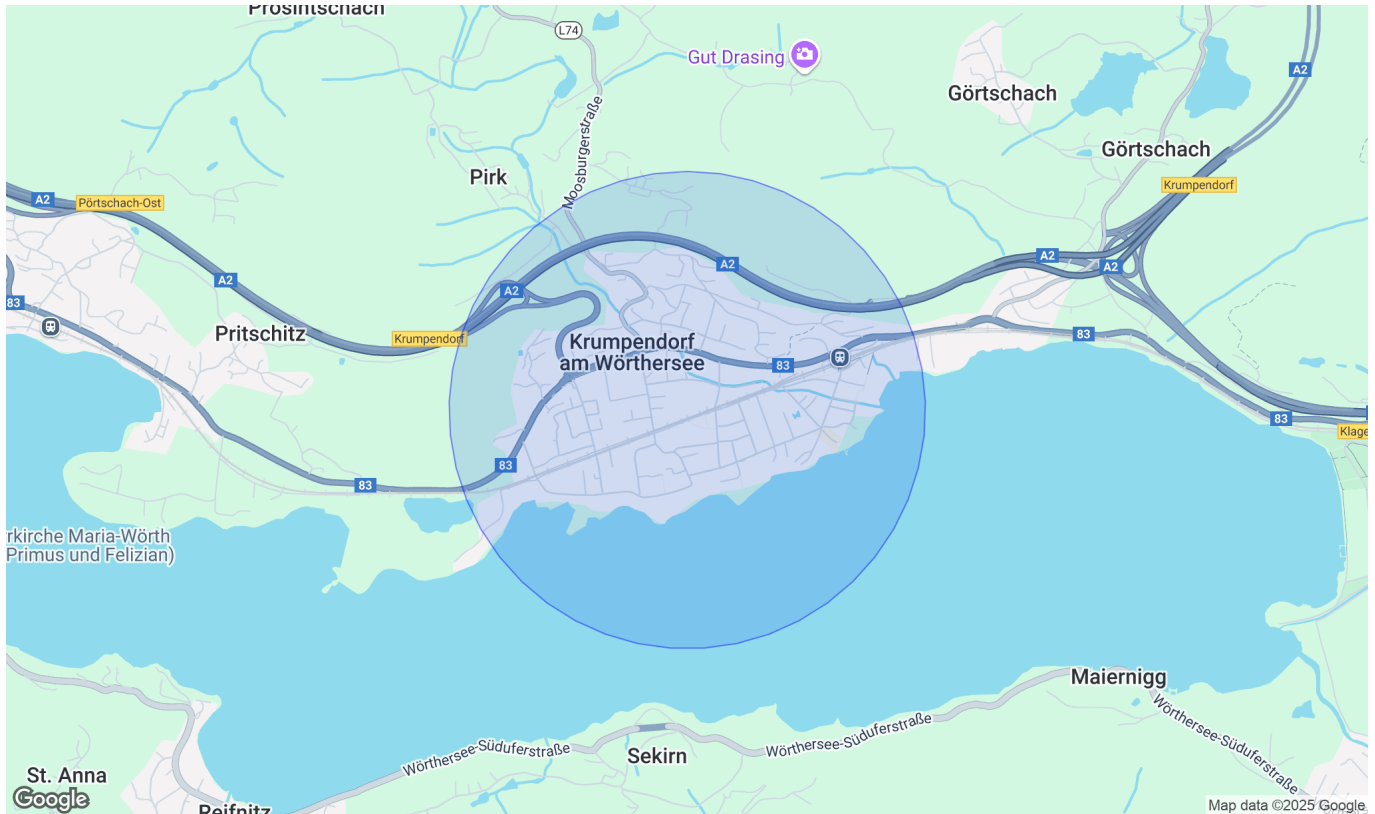 Prosintschach
L74
Gut Drasing
A2
Görtschach
Moosburgerstraße
Görtschach
Pirk
Krumpendorf
A2
Pörtschach-Ost
A2
A2
A2
A2
A2
83
Pritschitz
Krumpendorf
Krumpendorf
am Wörthersee
83
83
83
83
Klage
83
83
rkirche Maria-Wörth
Primus und Felizian)
Maiernigg
Wörthersee-Süduferstraße
Wörthersee-Süduferstraße
Wörthersee-Süduferstraße
Sekirn
St. Anna
Reifnitz
Google
Map data ©2025 Google